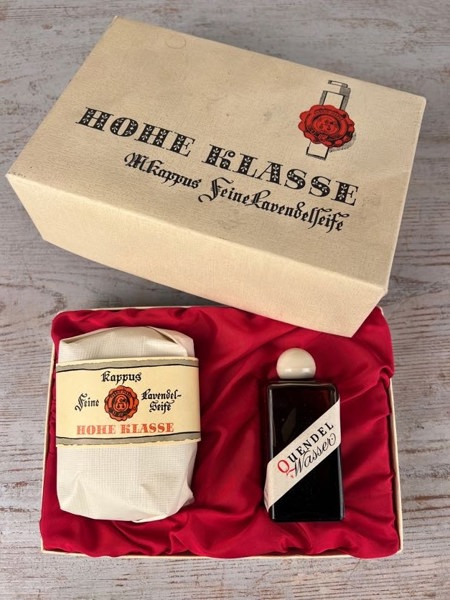 HOHE KLASSE
M. Kappus Feine Lavendelseife
Kappus
Feine Lavendel-
Seife
HOHE KLASSE
QUENDEL
Wasser